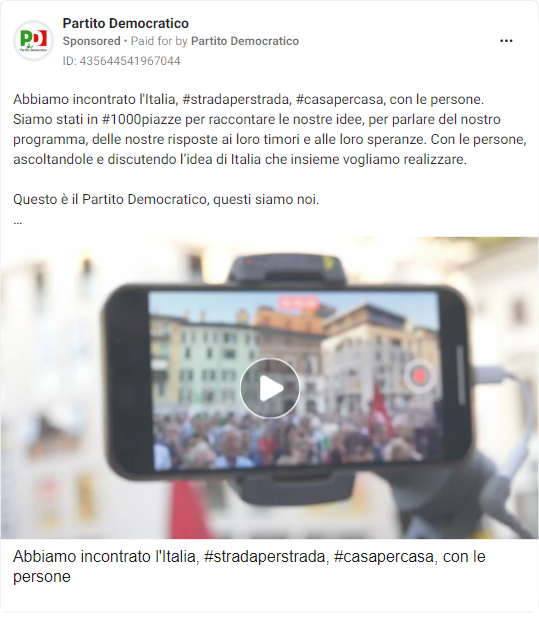 Partito Democratico
Sponsored • Paid for by Partito Democratico
ID: 435644541967044
PD
Partito Democratico
Abbiamo incontrato l'Italia, #stradaperstrada, #casapercasa, con le persone.
Siamo stati in #1000piazze per raccontare le nostre idee, per parlare del nostro
programma, delle nostre risposte ai loro timori e alle loro speranze. Con le persone,
ascoltandole e discutendo l'idea di Italia che insieme vogliamo realizzare.
Questo è il Partito Democratico, questi siamo noi.
...
Abbiamo incontrato l'Italia, #stradaperstrada, #casapercasa, con le
persone